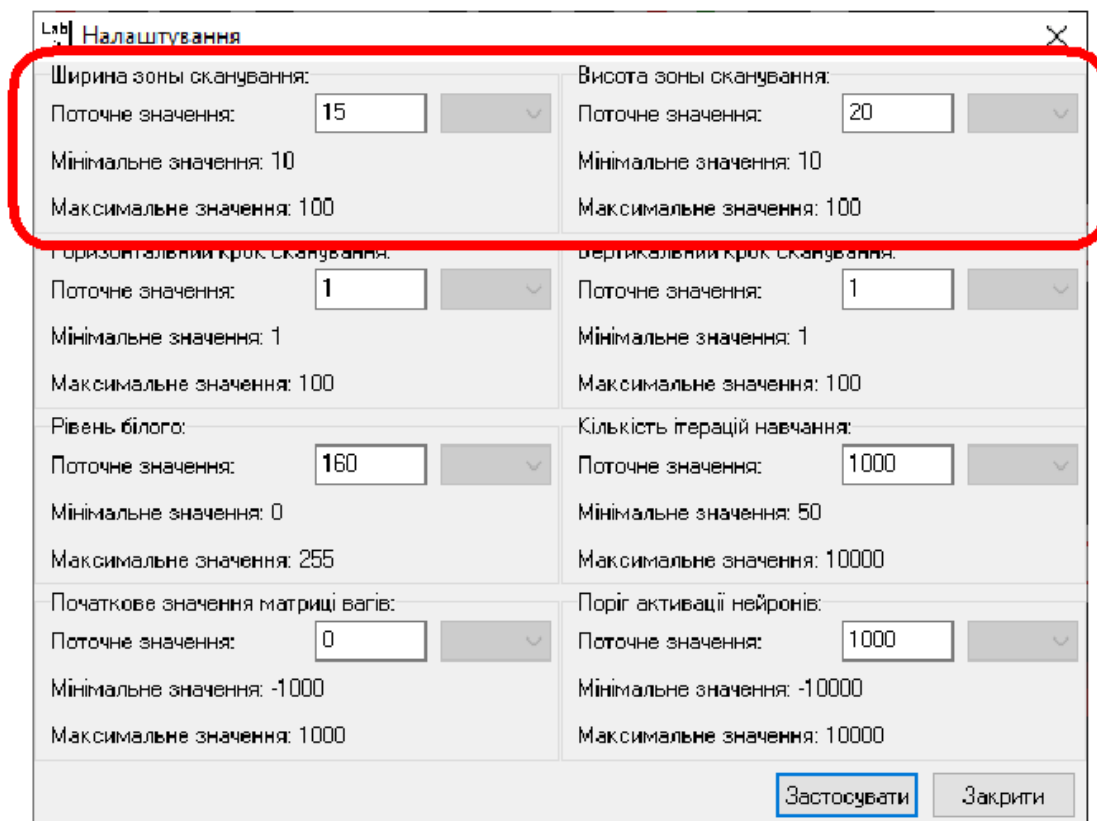 Lab Налаштування
Ширина зоны сканування:
Поточне значення: 15
Мінімальне значення: 10
Максимальне значення: 100
Висота зоны сканування:
Поточне значення: 20
Мінімальне значення: 10
Максимальне значення: 100
Горизонтальний крок сканування:
Поточне значення: 1
Мінімальне значення: 1
Максимальне значення: 100
Вертикальний крок сканування:
Поточне значення: 1
Мінімальне значення: 1
Максимальне значення: 100
Рівень білого:
Поточне значення: 160
Мінімальне значення: 0
Максимальне значення: 255
Кількість ітерацій навчання:
Поточне значення: 1000
Мінімальне значення: 50
Максимальне значення: 10000
Початкове значення матриці вагів:
Поточне значення: 0
Мінімальне значення: -1000
Максимальне значення: 1000
Поріг активації нейронів:
Поточне значення: 1000
Мінімальне значення: -10000
Максимальне значення: 10000
Застосувати Закрити